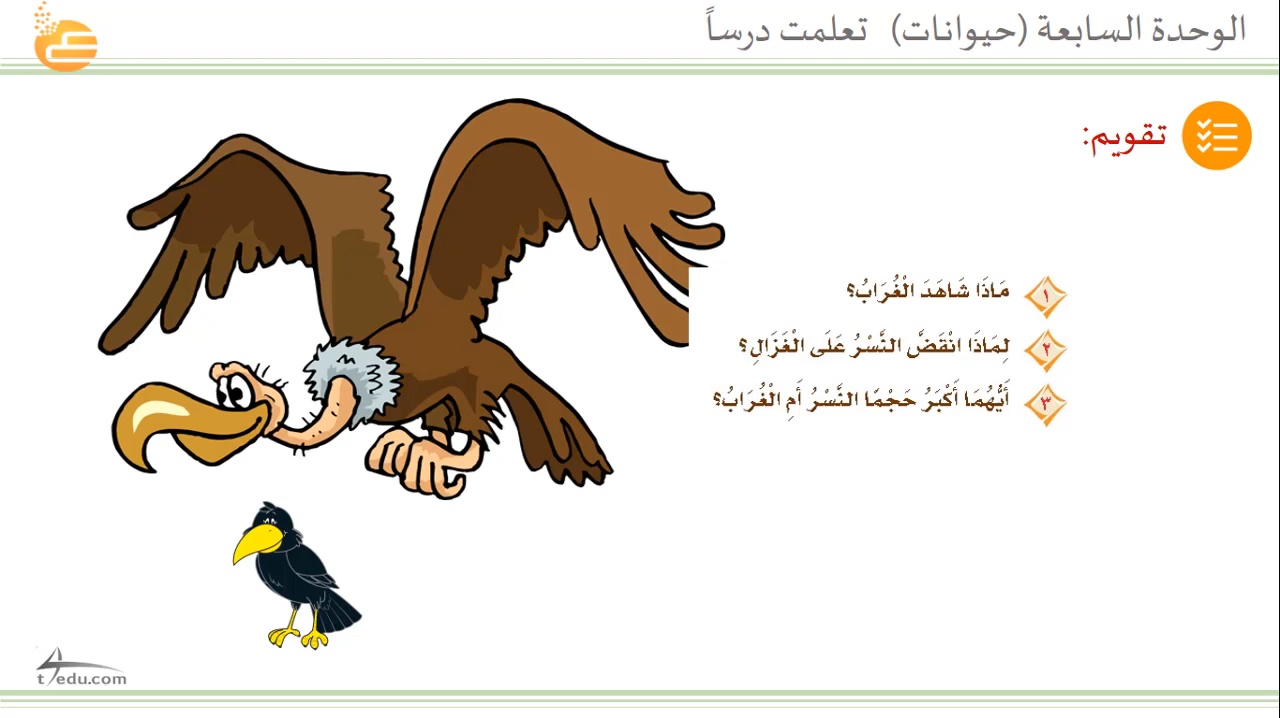 الوحدة السابعة (حيوانات) تعلمت درساً
تقويم:
١ مَاذَا شَاهَدَ الْغُرَابُ؟
٢ لِمَاذَا انْقَضَّ النَّسْرُ عَلَى الْغَزَالِ؟
٣ أَيُّهُمَا أَكْبَرُ حَجْمًا النَّسْرُ أَمِ الْغُرَابُ؟
t4edu.com